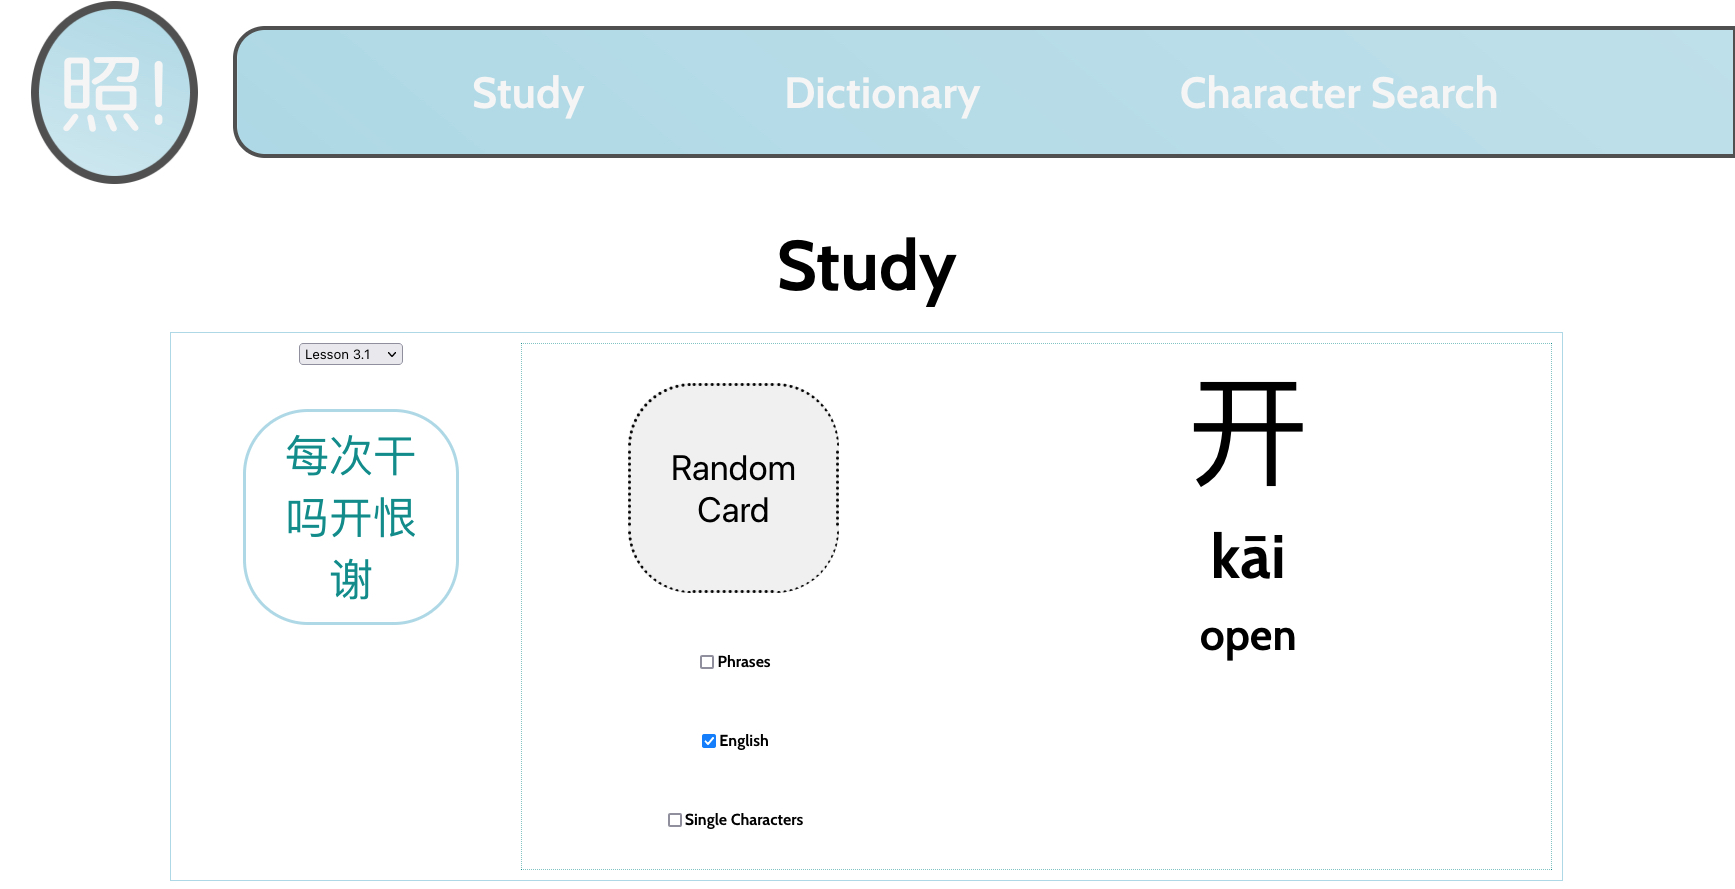 照!
Study
Dictionary
Character Search
Study
Lesson 3.1
每次干
吗开恨
谢
Random
Card
Phrases
English
Single Characters
开
kāi
open